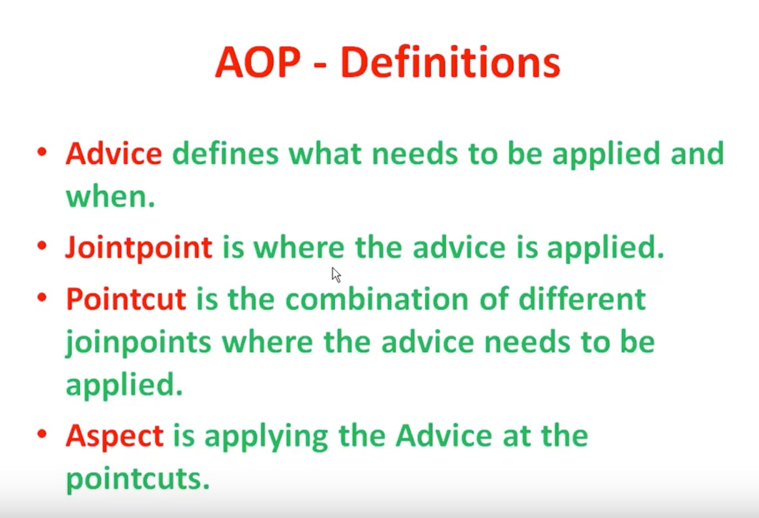 AOP - Definitions
• Advice defines what needs to be applied and
when.
• Jointpoint is where the advice is applied.
• Pointcut is the combination of different
joinpoints where the advice needs to be
applied.
• Aspect is applying the Advice at the
pointcuts.